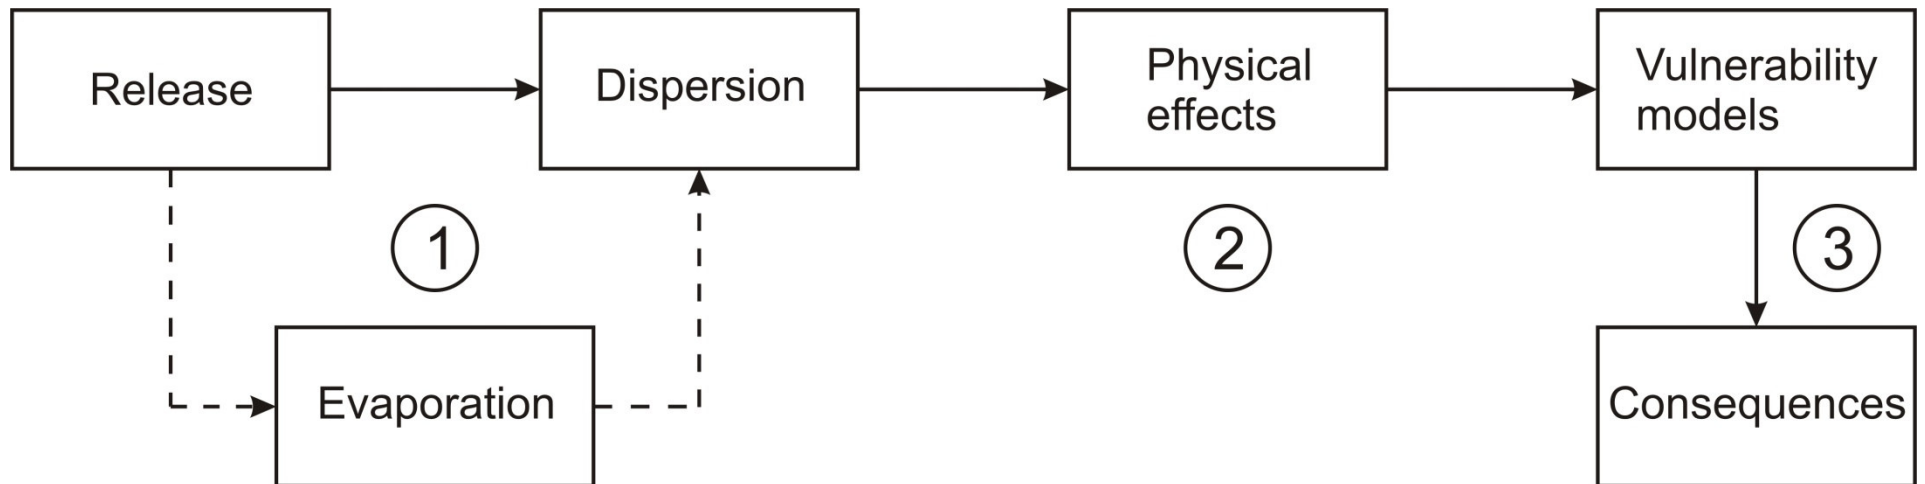 Release
Dispersion
Physical
effects
Vulnerability
models
1
2
3
Evaporation
Consequences